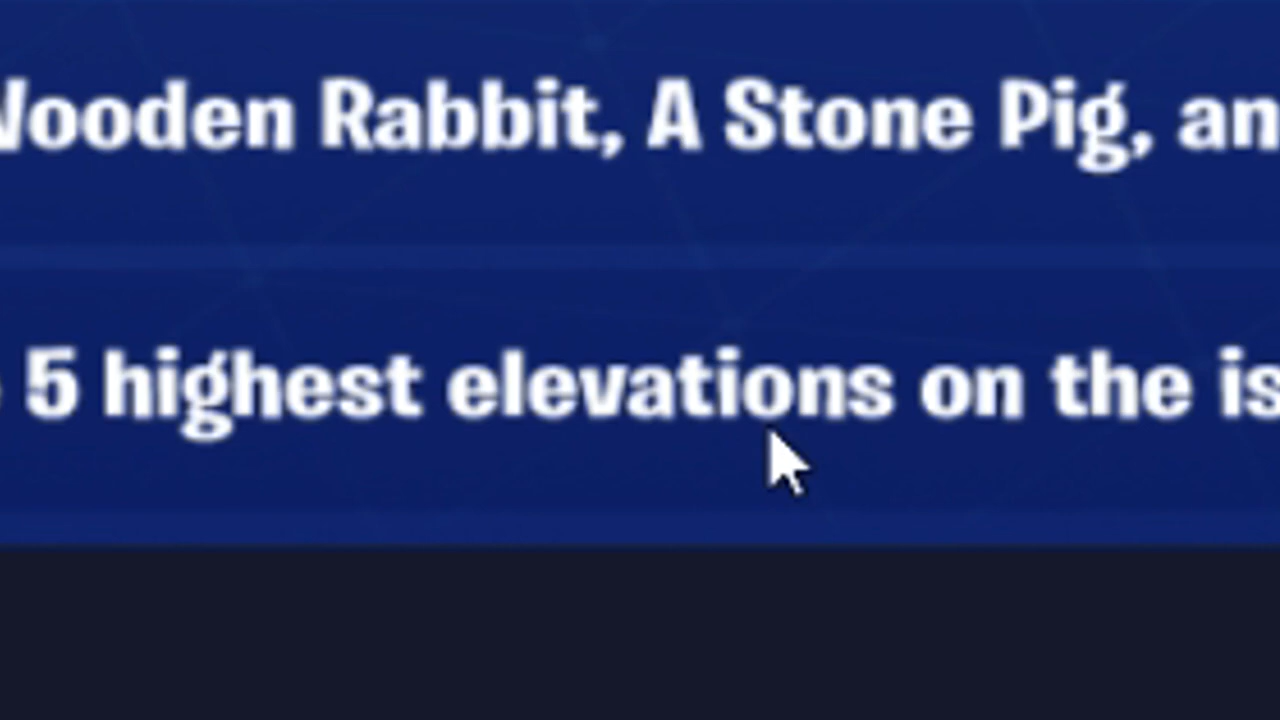 Wooden Rabbit, A Stone Pig, an
5 highest elevations on the is